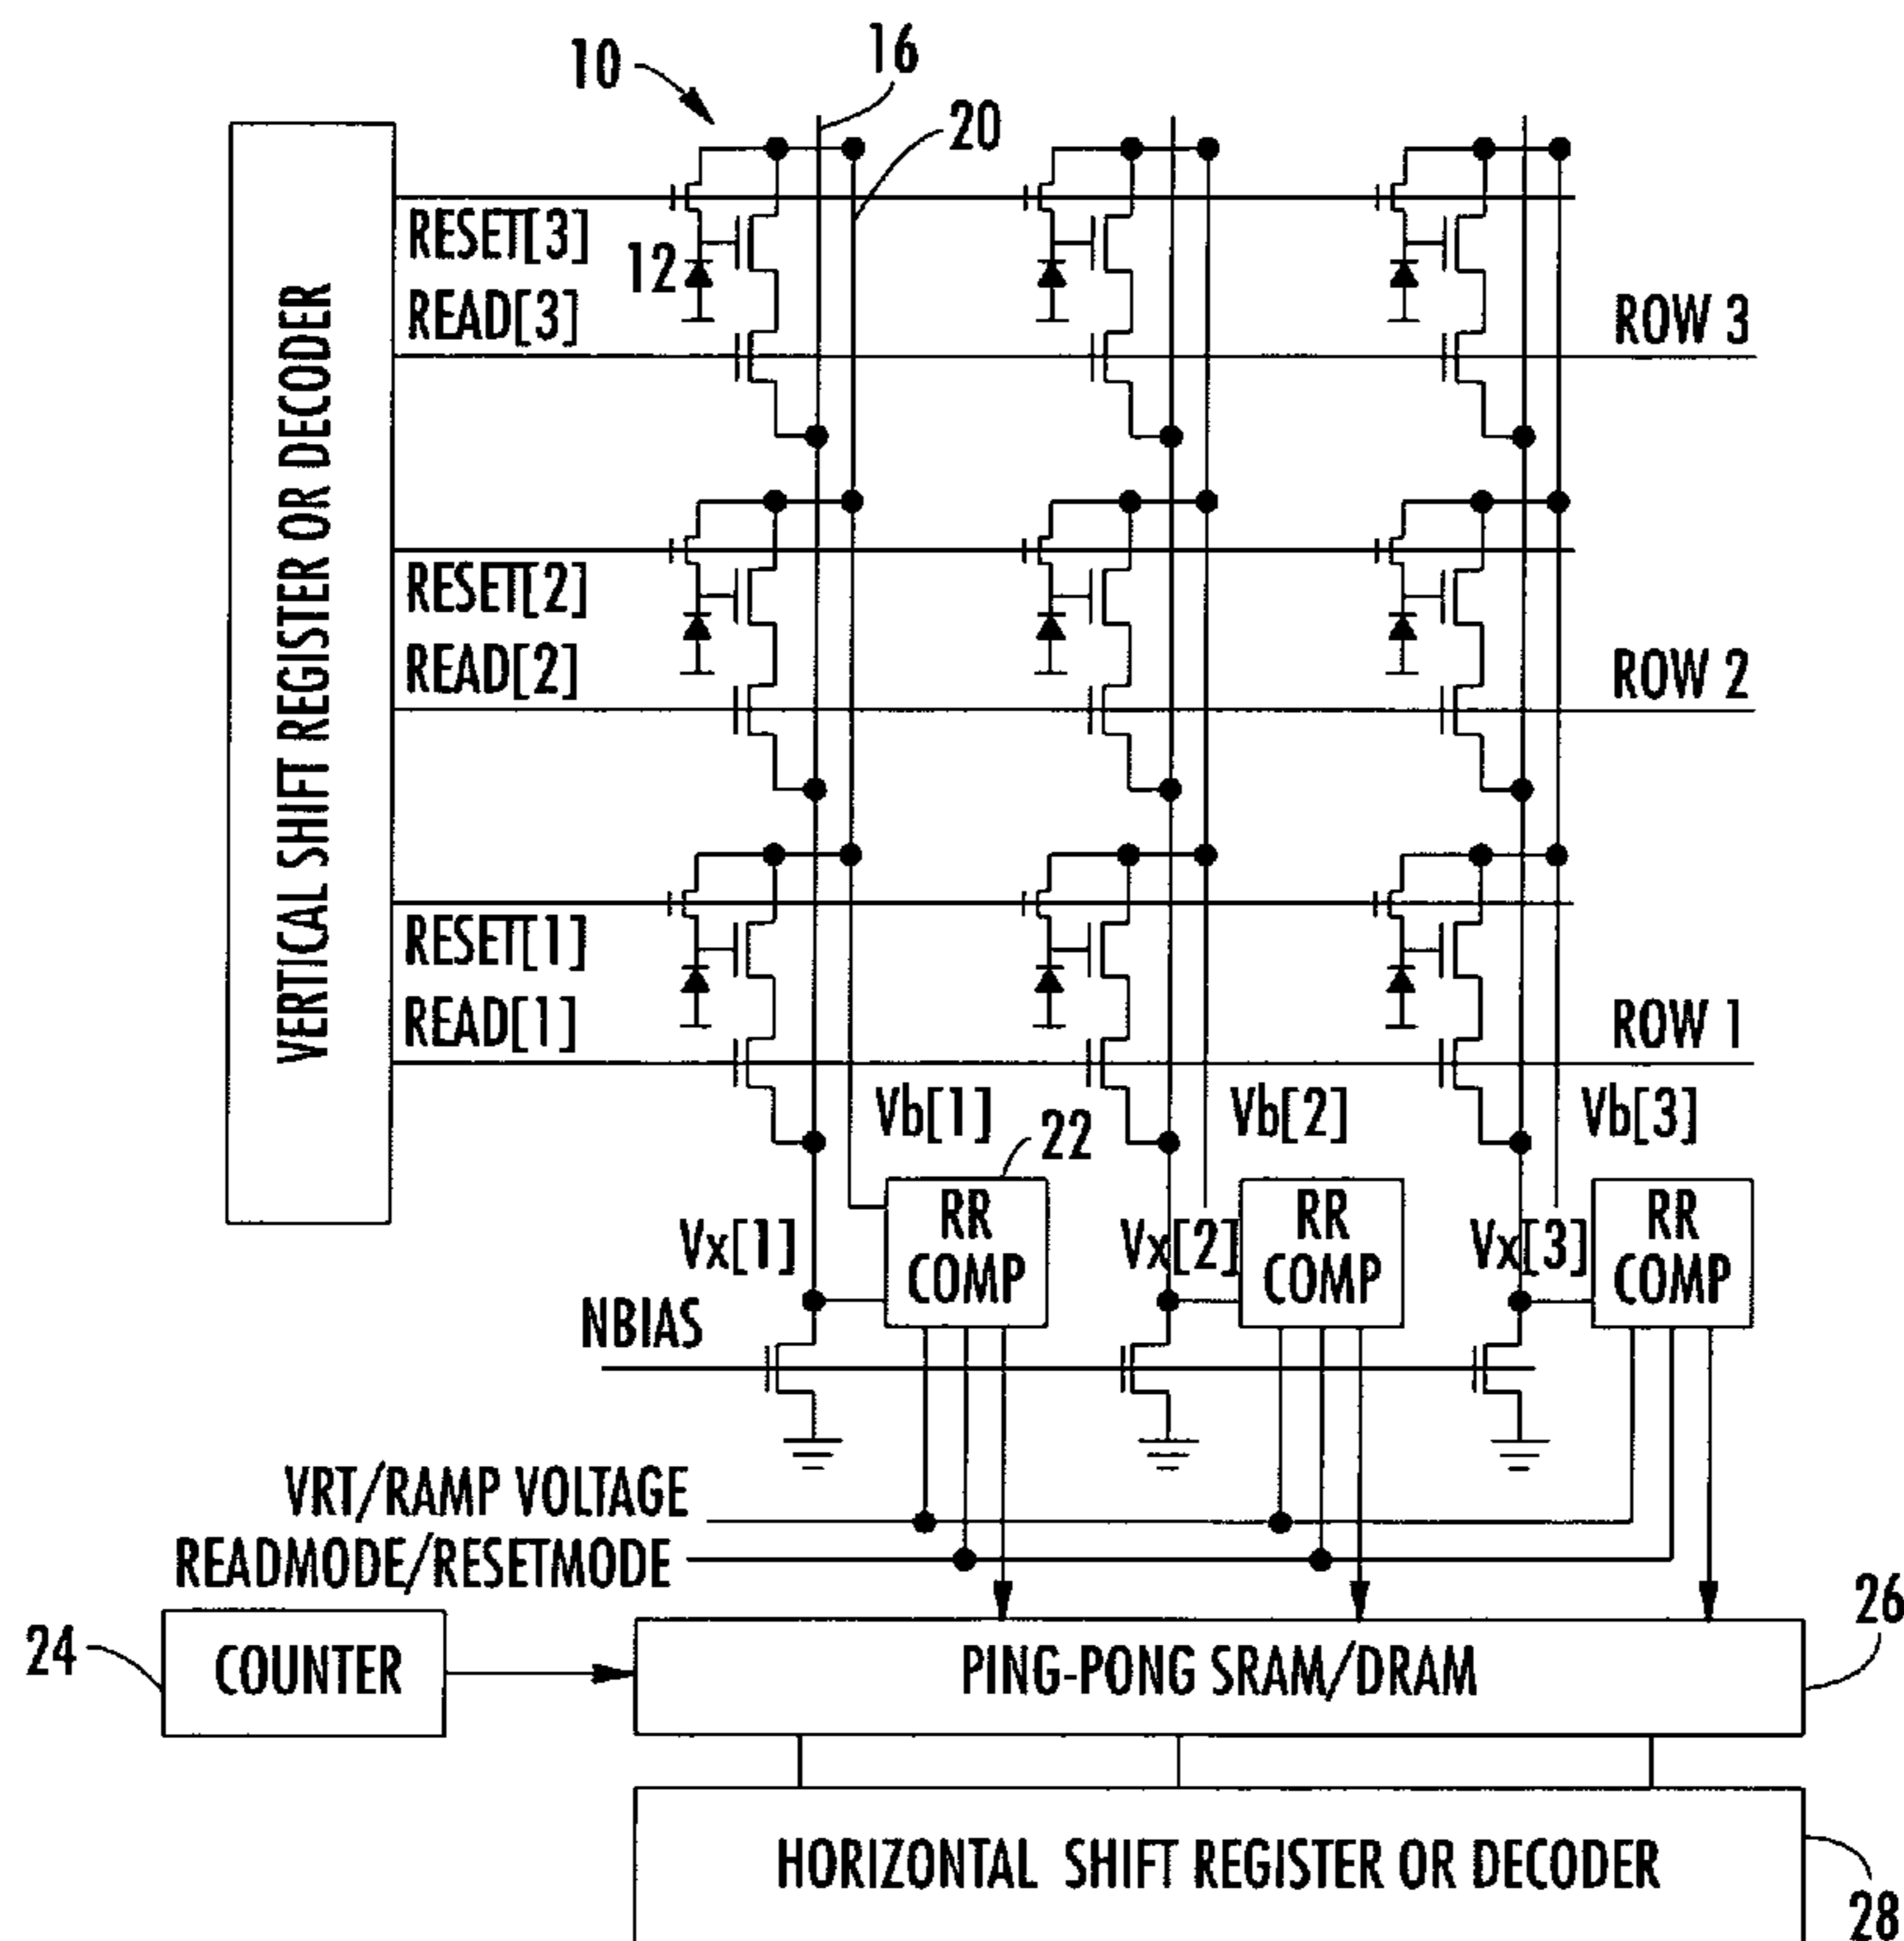 10
16
20
VERTICAL SHIFT REGISTER OR DECODER
RESET[3]
12
READ[3]
ROW 3
RESET[2]
READ[2]
ROW 2
RESET[1]
READ[1]
ROW 1
Vb[1]
22
Vb[2]
Vb[3]
Vx[1]
RR
COMP
Vx[2]
RR
COMP
Vx[3]
RR
COMP
NBIAS
VRT/RAMP VOLTAGE
READMODE/RESETMODE
24
COUNTER
PING-PONG SRAM/DRAM
26
HORIZONTAL SHIFT REGISTER OR DECODER
28